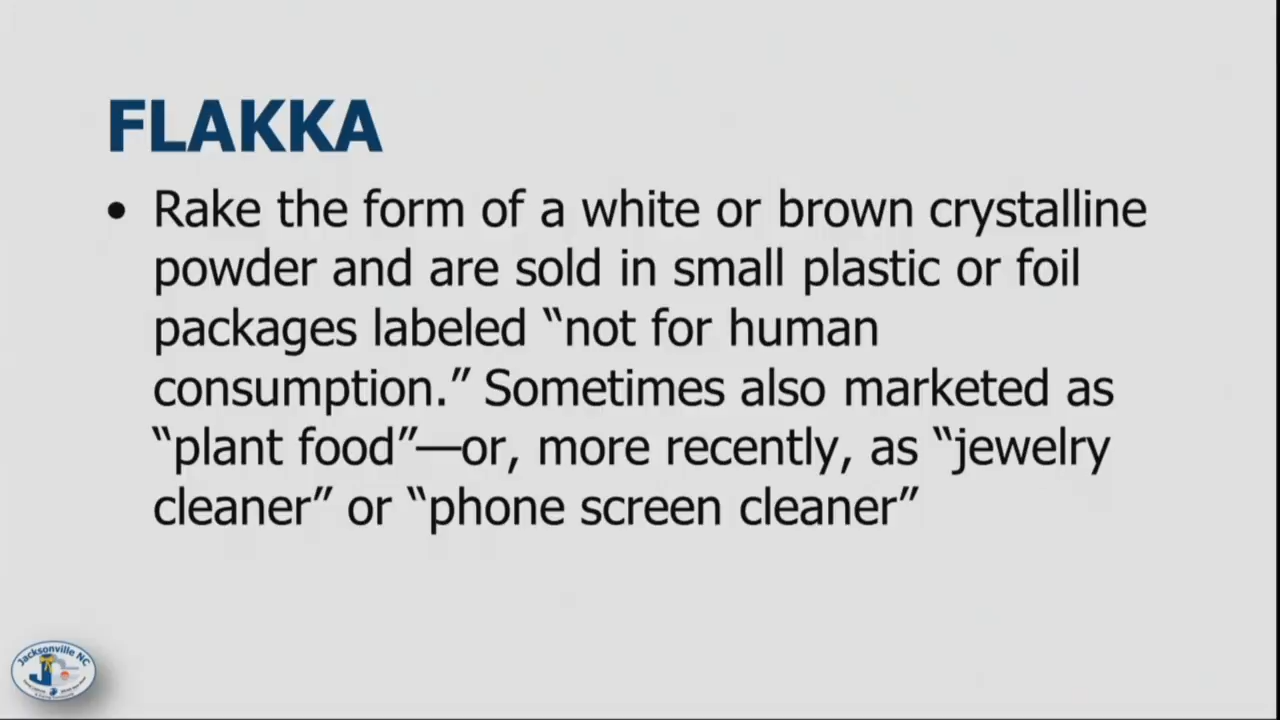 FLAKKA
• Rake the form of a white or brown crystalline
powder and are sold in small plastic or foil
packages labeled “not for human
consumption.” Sometimes also marketed as
“plant food”—or, more recently, as “jewelry
cleaner” or “phone screen cleaner”
Jacksonville NC